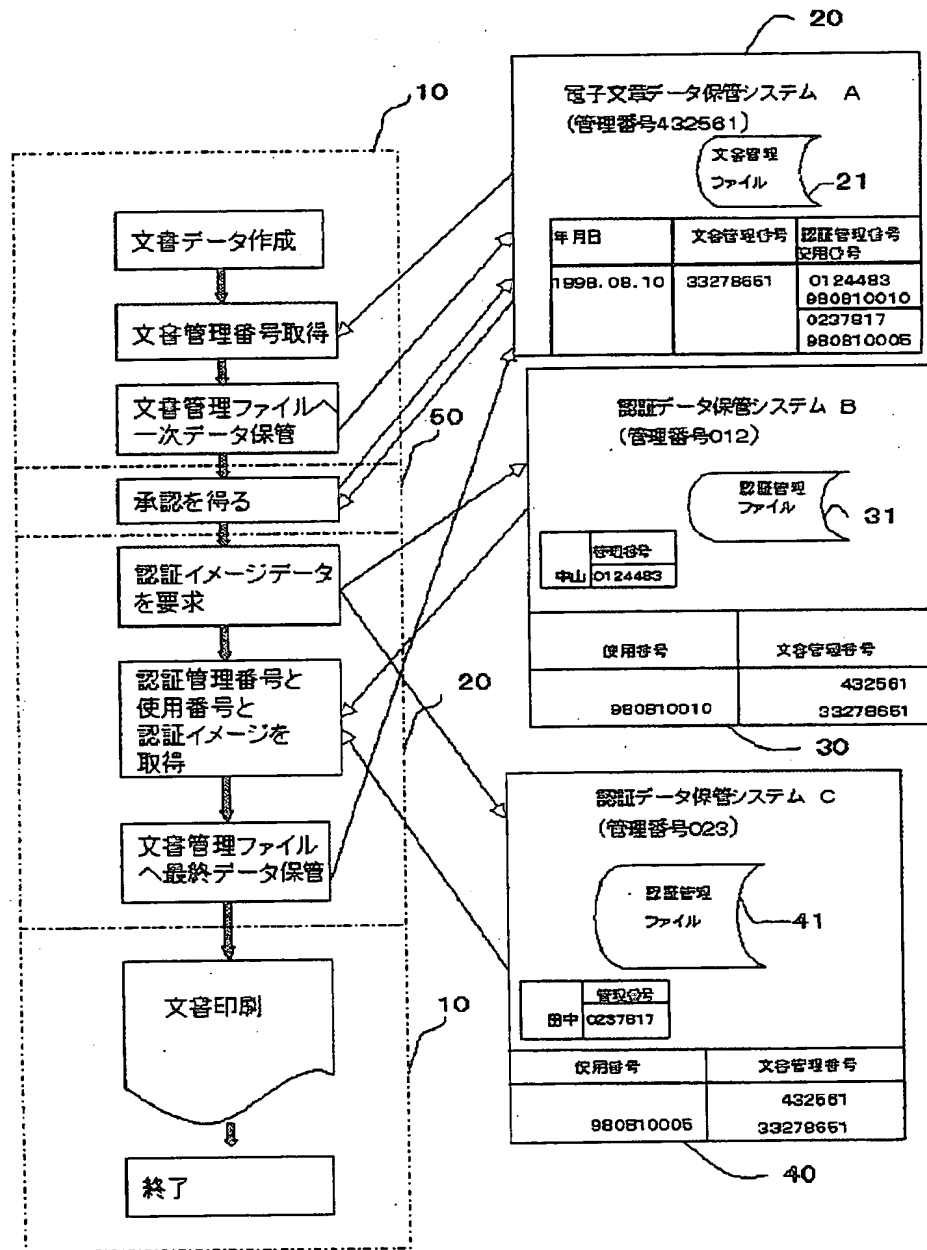 10
文書データ作成
文書管理番号取得
文書管理ファイルへ
一次データ保管
50
承認を得る
認証イメージデータ
を要求
認証管理番号と
使用番号と
認証イメージを
取得
20
文書管理ファイル
へ最終データ保管
文書印刷
10
終了
20
電子文章データ保管システム A
(管理番号432561)
文書管理
ファイル
21
年月日 文書管理番号 認証管理番号
使用番号
1998.08.10 33278651 0124483
980810010
0237817
980810005
認証データ保管システム B
(管理番号012)
認証管理
ファイル
31
管理番号
中山 0124483
使用番号 文書管理番号
432561
980810010 33278651
30
認証データ保管システム C
(管理番号023)
認証管理
ファイル
41
管理番号
田中 0237817
使用番号 文書管理番号
432561
980810005 33278651
40